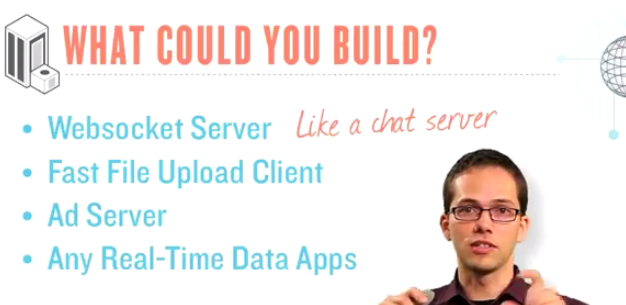 WHAT COULD YOU BUILD?
• Websocket Server Like a chat server
• Fast File Upload Client
• Ad Server
• Any Real-Time Data Apps